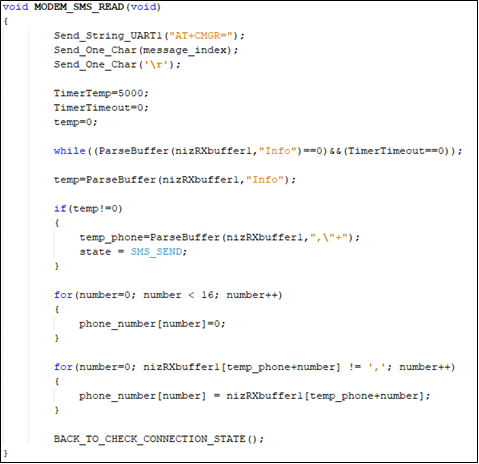 void MODEM_SMS_READ(void)
{
Send_String_UART1("AT+CMGR=");
Send_One_Char(message_index);
Send_One_Char('\r');
TimerTemp=5000;
TimerTimeout=0;
temp=0;
while((ParseBuffer(nizRXbuffer1,"Info")==0)&&(TimerTimeout==0));
temp=ParseBuffer(nizRXbuffer1,"Info");
if(temp!=0)
{
temp_phone=ParseBuffer(nizRXbuffer1,",\"+");
state = SMS_SEND;
}
for(number=0; number < 16; number++)
{
phone_number[number]=0;
}
for(number=0; nizRXbuffer1[temp_phone+number] != ','; number++)
{
phone_number[number] = nizRXbuffer1[temp_phone+number];
}
BACK_TO_CHECK_CONNECTION_STATE();
}